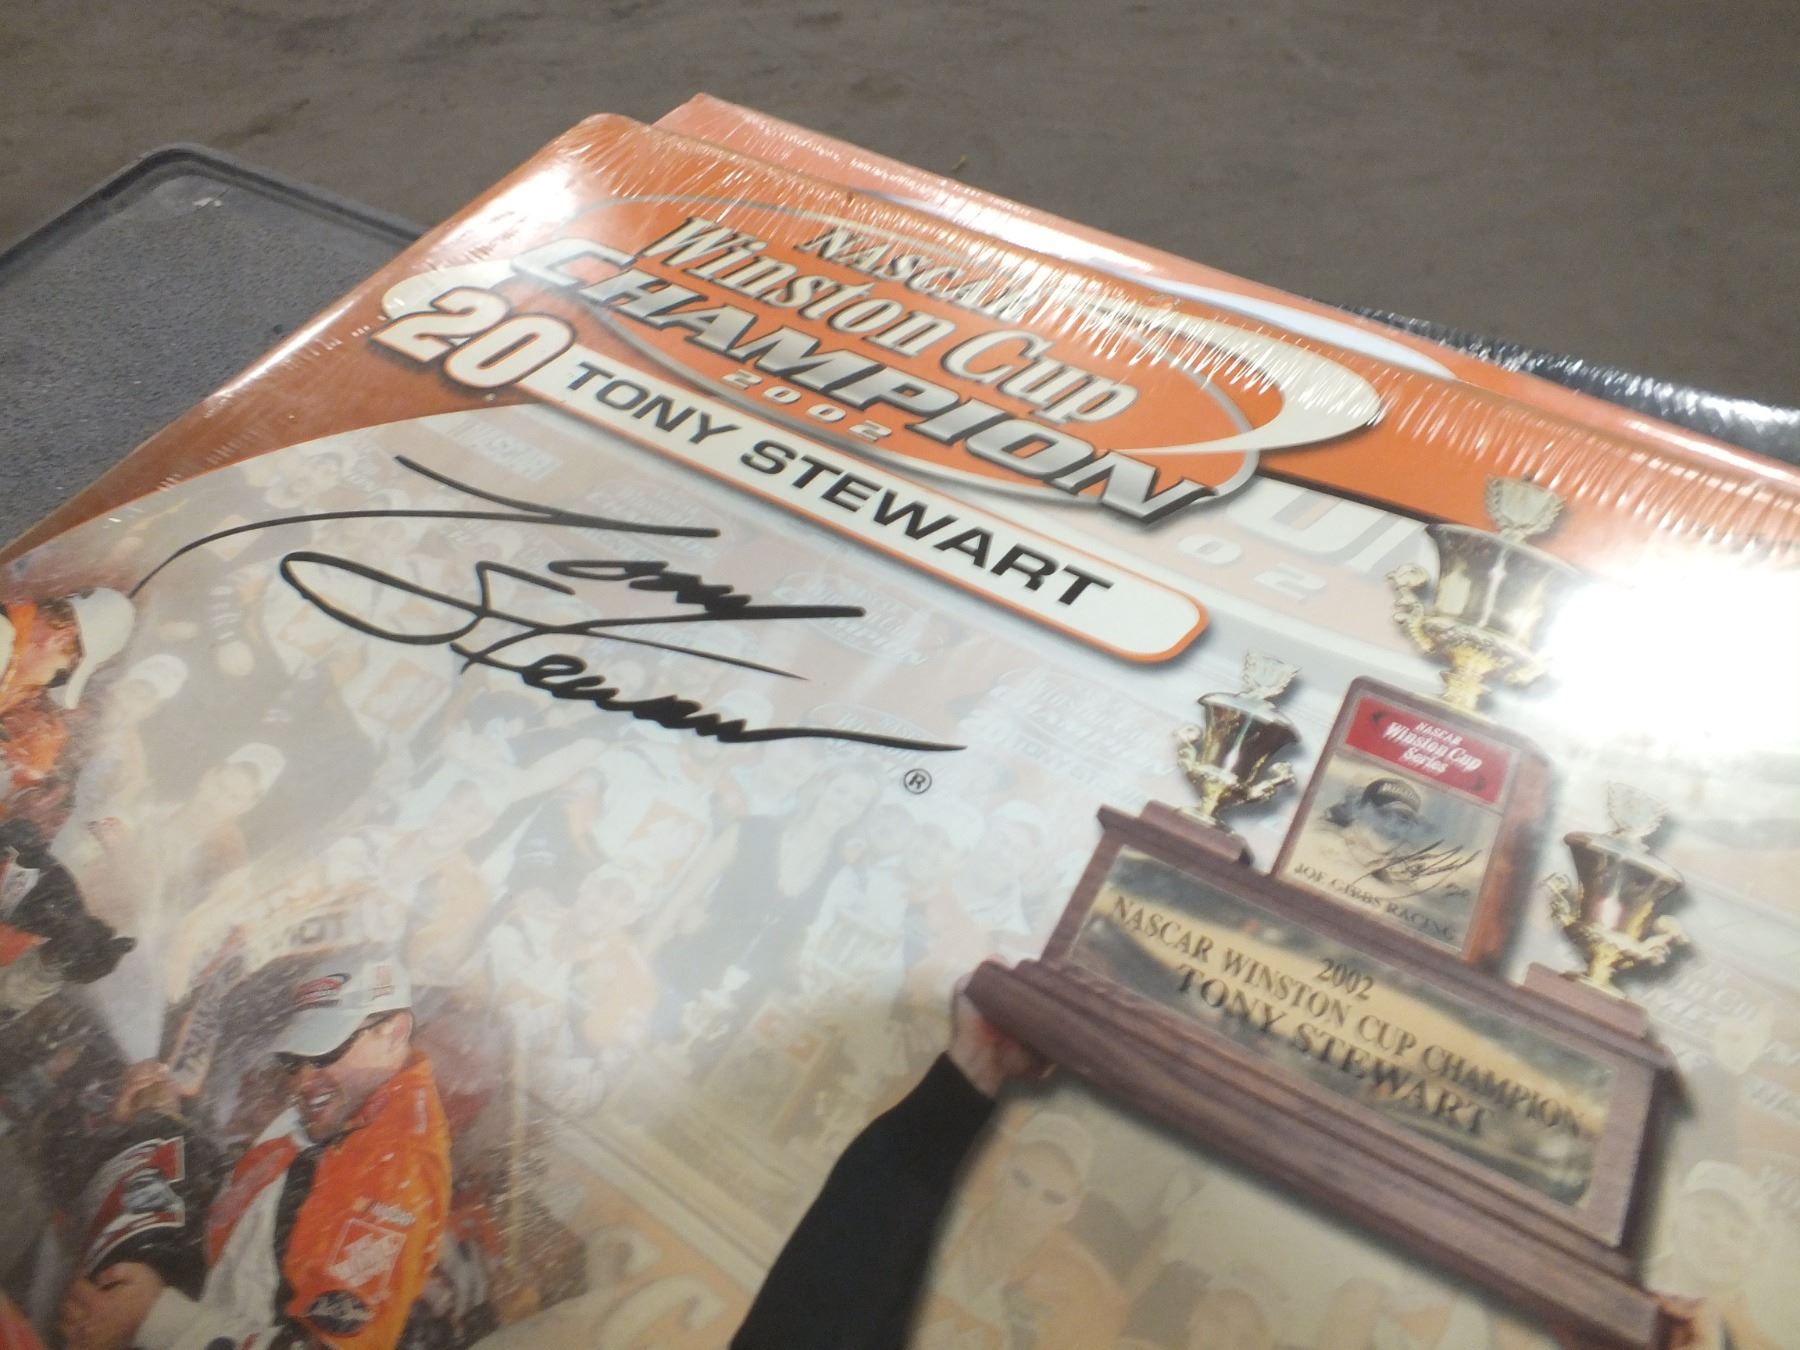 NASCAR
Winston Cup
CHAMPION
2002
20 TONY STEWART
Tony
Stewart
®
NASCAR
Winston Cup
Series
JOE GIBBS RACING
2002
NASCAR WINSTON CUP CHAMPION
TONY STEWART